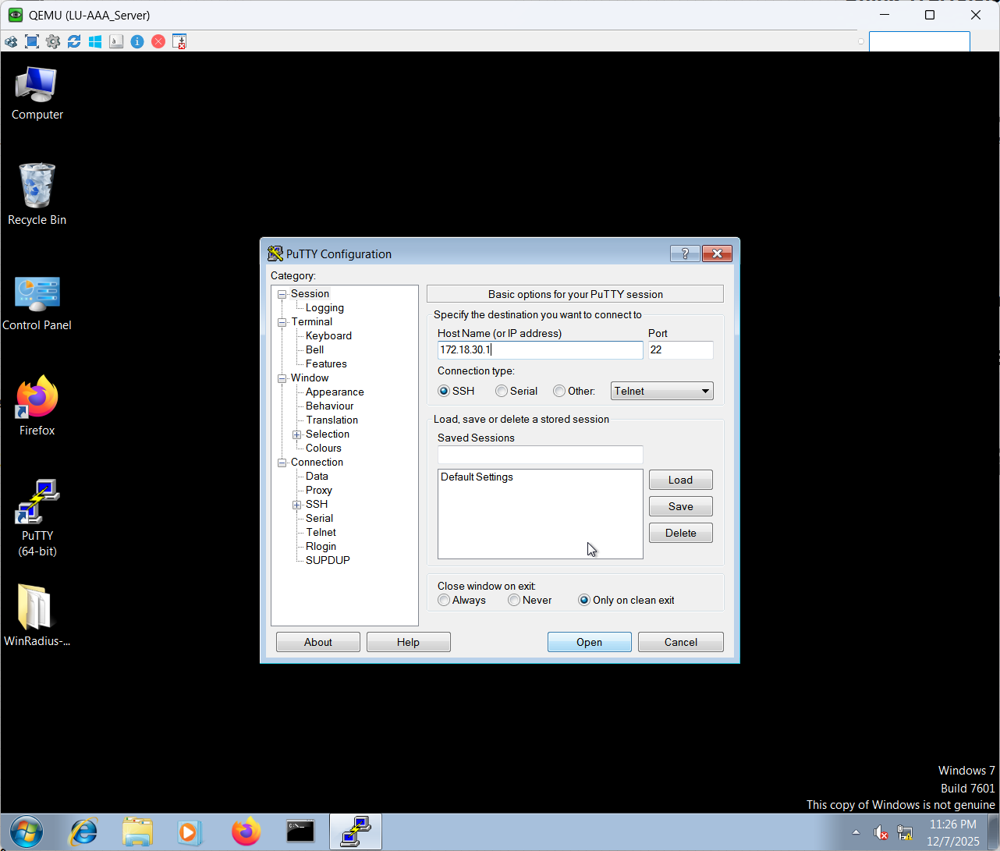 QEMU (LU-AAA_Server)
Computer
Recycle Bin
Control Panel
Firefox
PuTTY
(64-bit)
WinRadius-...
PuTTY Configuration
?
Category:
Session
Logging
Terminal
Keyboard
Bell
Features
Window
Appearance
Behaviour
Translation
Selection
Colours
Connection
Data
Proxy
SSH
Serial
Telnet
Rlogin
SUPDUP
Basic options for your PuTTY session
Specify the destination you want to connect to
Host Name (or IP address) Port
172.18.30.1 22
Connection type:
SSH Serial Other: Telnet
Load, save or delete a stored session
Saved Sessions
Default Settings
Load
Save
Delete
Close window on exit:
Always Never Only on clean exit
About Help Open Cancel
Windows 7
Build 7601
This copy of Windows is not genuine
11:26 PM
12/7/2025